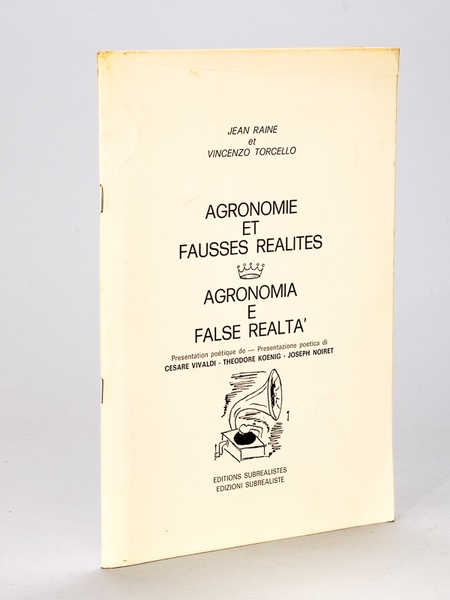 JEAN RAINE
et
VINCENZO TORCELLO
AGRONOMIE
ET
FAUSSES REALITES
AGRONOMIA
E
FALSE REALTA'
Presentation poétique de — Presentazione poetica di
CESARE VIVALDI - THEODORE KOENIG - JOSEPH NOIRET
EDITIONS SUBREALISTES
EDIZIONI SUBREALISTE